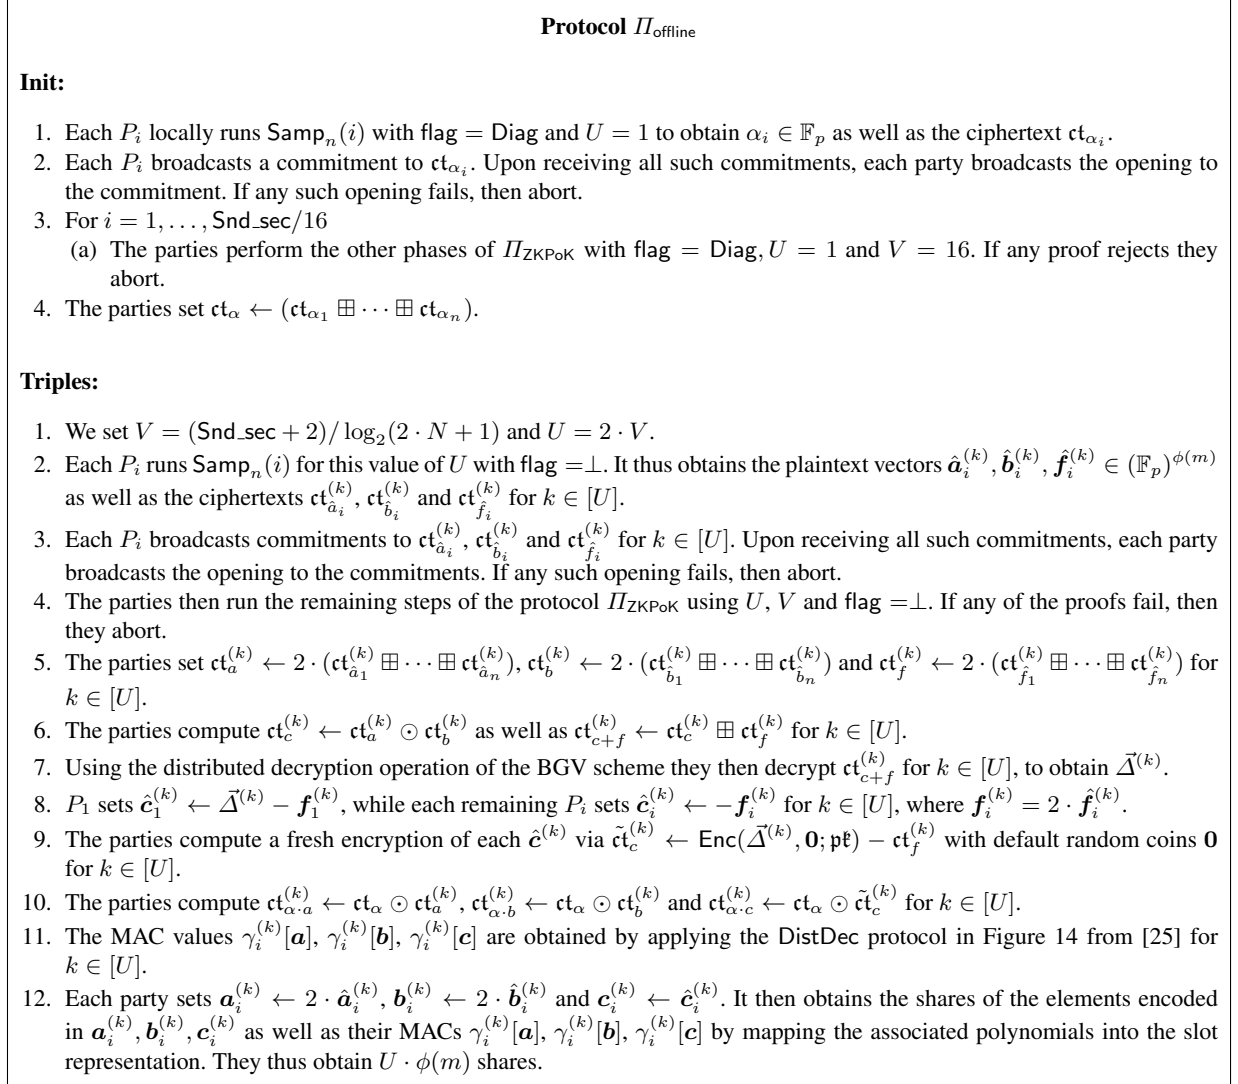 Protocol Π_offline
Init:
1. Each P_i locally runs Samp_n(i) with flag = Diag and U = 1 to obtain α_i ∈ 𝔽_p as well as the ciphertext 𝔠𝔱_{α_i}.
2. Each P_i broadcasts a commitment to 𝔠𝔱_{α_i}. Upon receiving all such commitments, each party broadcasts the opening to
the commitment. If any such opening fails, then abort.
3. For i = 1, . . . , Snd_sec/16
(a) The parties perform the other phases of Π_ZKPoK with flag = Diag, U = 1 and V = 16. If any proof rejects they
abort.
4. The parties set 𝔠𝔱_α ← (𝔠𝔱_{α_1} ⊞ ⋯ ⊞ 𝔠𝔱_{α_n}).
Triples:
1. We set V = (Snd_sec + 2)/ log_2(2 · N + 1) and U = 2 · V.
2. Each P_i runs Samp_n(i) for this value of U with flag =⊥. It thus obtains the plaintext vectors â_i^{(k)}, b̂_i^{(k)}, f̂_i^{(k)} ∈ (𝔽_p)^{ϕ(m)}
as well as the ciphertexts 𝔠𝔱_{â_i}^{(k)}, 𝔠𝔱_{b̂_i}^{(k)} and 𝔠𝔱_{f̂_i}^{(k)} for k ∈ [U].
3. Each P_i broadcasts commitments to 𝔠𝔱_{â_i}^{(k)}, 𝔠𝔱_{b̂_i}^{(k)} and 𝔠𝔱_{f̂_i}^{(k)} for k ∈ [U]. Upon receiving all such commitments, each party
broadcasts the opening to the commitments. If any such opening fails, then abort.
4. The parties then run the remaining steps of the protocol Π_ZKPoK using U, V and flag =⊥. If any of the proofs fail, then
they abort.
5. The parties set 𝔠𝔱_a^{(k)} ← 2 · (𝔠𝔱_{â_1}^{(k)} ⊞ ⋯ ⊞ 𝔠𝔱_{â_n}^{(k)}), 𝔠𝔱_b^{(k)} ← 2 · (𝔠𝔱_{b̂_1}^{(k)} ⊞ ⋯ ⊞ 𝔠𝔱_{b̂_n}^{(k)}) and 𝔠𝔱_f^{(k)} ← 2 · (𝔠𝔱_{f̂_1}^{(k)} ⊞ ⋯ ⊞ 𝔠𝔱_{f̂_n}^{(k)}) for
k ∈ [U].
6. The parties compute 𝔠𝔱_c^{(k)} ← 𝔠𝔱_a^{(k)} ⊙ 𝔠𝔱_b^{(k)} as well as 𝔠𝔱_{c+f}^{(k)} ← 𝔠𝔱_c^{(k)} ⊞ 𝔠𝔱_f^{(k)} for k ∈ [U].
7. Using the distributed decryption operation of the BGV scheme they then decrypt 𝔠𝔱_{c+f}^{(k)} for k ∈ [U], to obtain Δ⃗^{(k)}.
8. P_1 sets ĉ_1^{(k)} ← Δ⃗^{(k)} − f_1^{(k)}, while each remaining P_i sets ĉ_i^{(k)} ← −f_i^{(k)} for k ∈ [U], where f_i^{(k)} = 2 · f̂_i^{(k)}.
9. The parties compute a fresh encryption of each ĉ^{(k)} via 𝔠𝔱̃_c^{(k)} ← Enc(Δ⃗^{(k)}, 0; 𝔭𝔨) − 𝔠𝔱_f^{(k)} with default random coins 0
for k ∈ [U].
10. The parties compute 𝔠𝔱_{α·a}^{(k)} ← 𝔠𝔱_α ⊙ 𝔠𝔱_a^{(k)}, 𝔠𝔱_{α·b}^{(k)} ← 𝔠𝔱_α ⊙ 𝔠𝔱_b^{(k)} and 𝔠𝔱_{α·c}^{(k)} ← 𝔠𝔱_α ⊙ 𝔠𝔱̃_c^{(k)} for k ∈ [U].
11. The MAC values γ_i^{(k)}[a], γ_i^{(k)}[b], γ_i^{(k)}[c] are obtained by applying the DistDec protocol in Figure 14 from [25] for
k ∈ [U].
12. Each party sets a_i^{(k)} ← 2 · â_i^{(k)}, b_i^{(k)} ← 2 · b̂_i^{(k)} and c_i^{(k)} ← ĉ_i^{(k)}. It then obtains the shares of the elements encoded
in a_i^{(k)}, b_i^{(k)}, c_i^{(k)} as well as their MACs γ_i^{(k)}[a], γ_i^{(k)}[b], γ_i^{(k)}[c] by mapping the associated polynomials into the slot
representation. They thus obtain U · ϕ(m) shares.